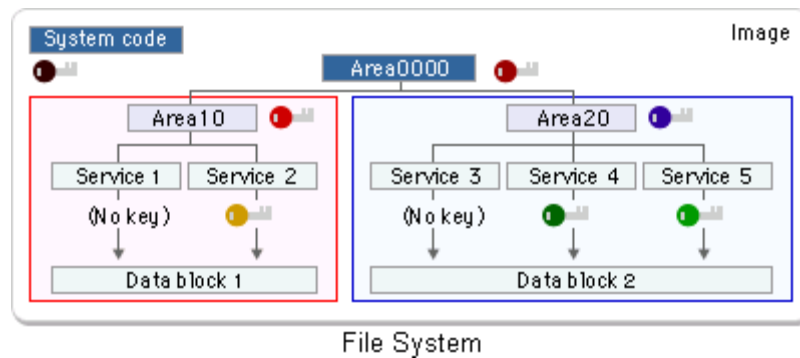 System code
Image
Area0000
Area10
Area20
Service 1
Service 2
Service 3
Service 4
Service 5
(No key)
(No key)
Data block 1
Data block 2
File System